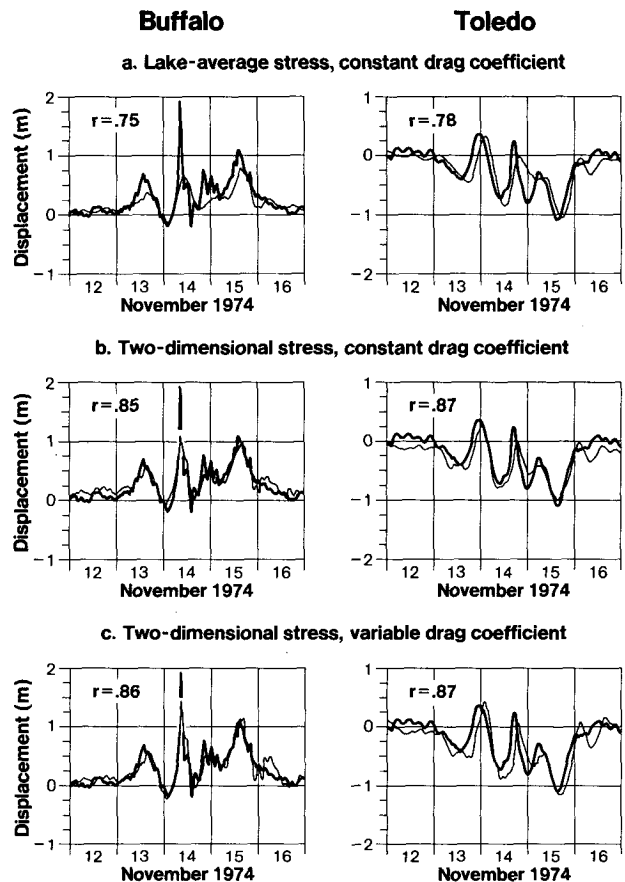 Buffalo Toledo
a. Lake-average stress, constant drag coefficient
Displacement (m)
2
1
0
−1
r=.75
12 13 14 15 16
November 1974
1
0
−1
−2
r=.78
12 13 14 15 16
November 1974
b. Two-dimensional stress, constant drag coefficient
Displacement (m)
2
1
0
−1
r=.85
12 13 14 15 16
November 1974
1
0
−1
−2
r=.87
12 13 14 15 16
November 1974
c. Two-dimensional stress, variable drag coefficient
Displacement (m)
2
1
0
−1
r=.86
12 13 14 15 16
November 1974
1
0
−1
−2
r=.87
12 13 14 15 16
November 1974